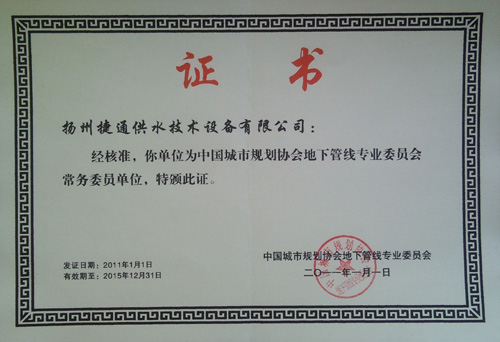 证书
扬州捷通供水技术设备有限公司：
经核准，你单位为中国城市规划协会地下管线专业委员会
常务委员单位，特颁此证。
中国城市规划协会地下管线专业委员会
二〇一一年一月一日
发证日期：2011年1月1日
有效期至：2015年12月31日